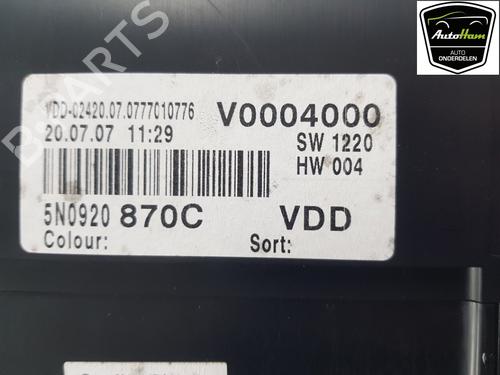 AutoHam
AUTO
ONDERDELEN
B-PARTS
VDD-02420.07.0777010776
V0004000
20.07.07 11:29
SW 1220
HW 004
5N0920 870C
VDD
Colour:
Sort: